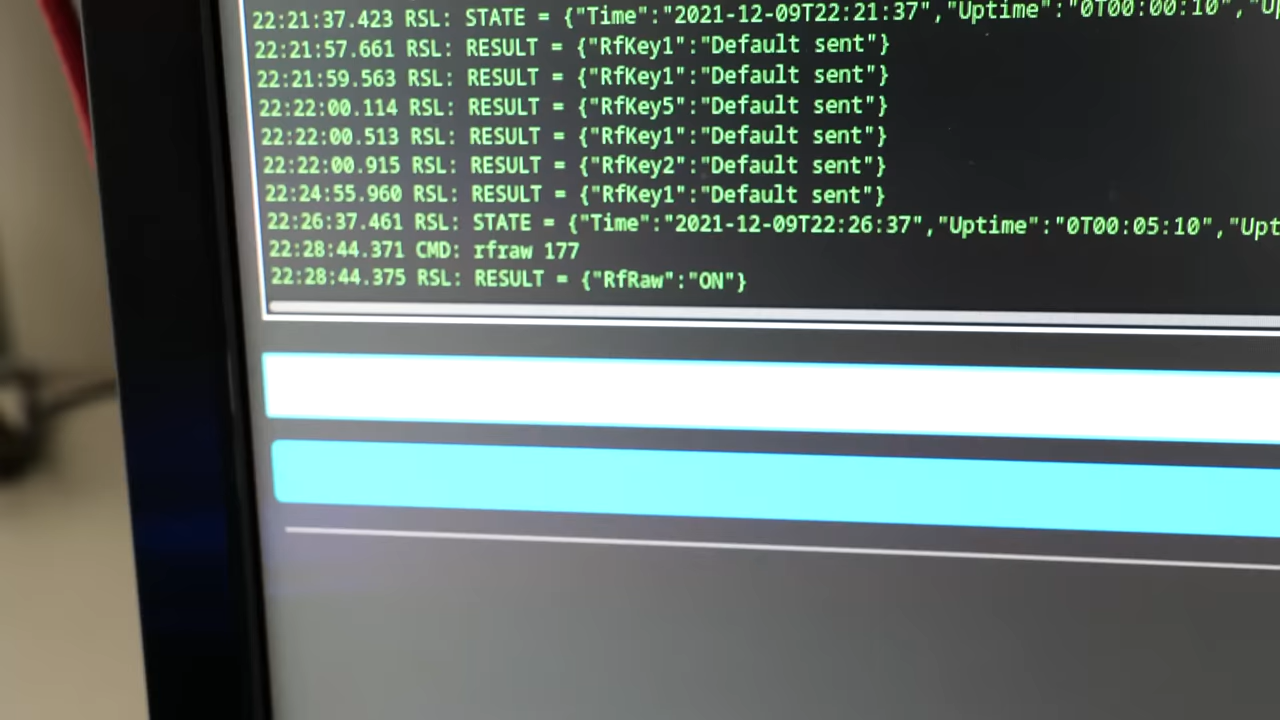 22:21:37.423 RSL: STATE = {"Time":"2021-12-09T22:21:37","Uptime":"0T00:00:10","Up
22:21:57.661 RSL: RESULT = {"RfKey1":"Default sent"}
22:21:59.563 RSL: RESULT = {"RfKey1":"Default sent"}
22:22:00.114 RSL: RESULT = {"RfKey5":"Default sent"}
22:22:00.513 RSL: RESULT = {"RfKey1":"Default sent"}
22:22:00.915 RSL: RESULT = {"RfKey2":"Default sent"}
22:24:55.960 RSL: RESULT = {"RfKey1":"Default sent"}
22:26:37.461 RSL: STATE = {"Time":"2021-12-09T22:26:37","Uptime":"0T00:05:10","Upt
22:28:44.371 CMD: rfraw 177
22:28:44.375 RSL: RESULT = {"RfRaw":"ON"}